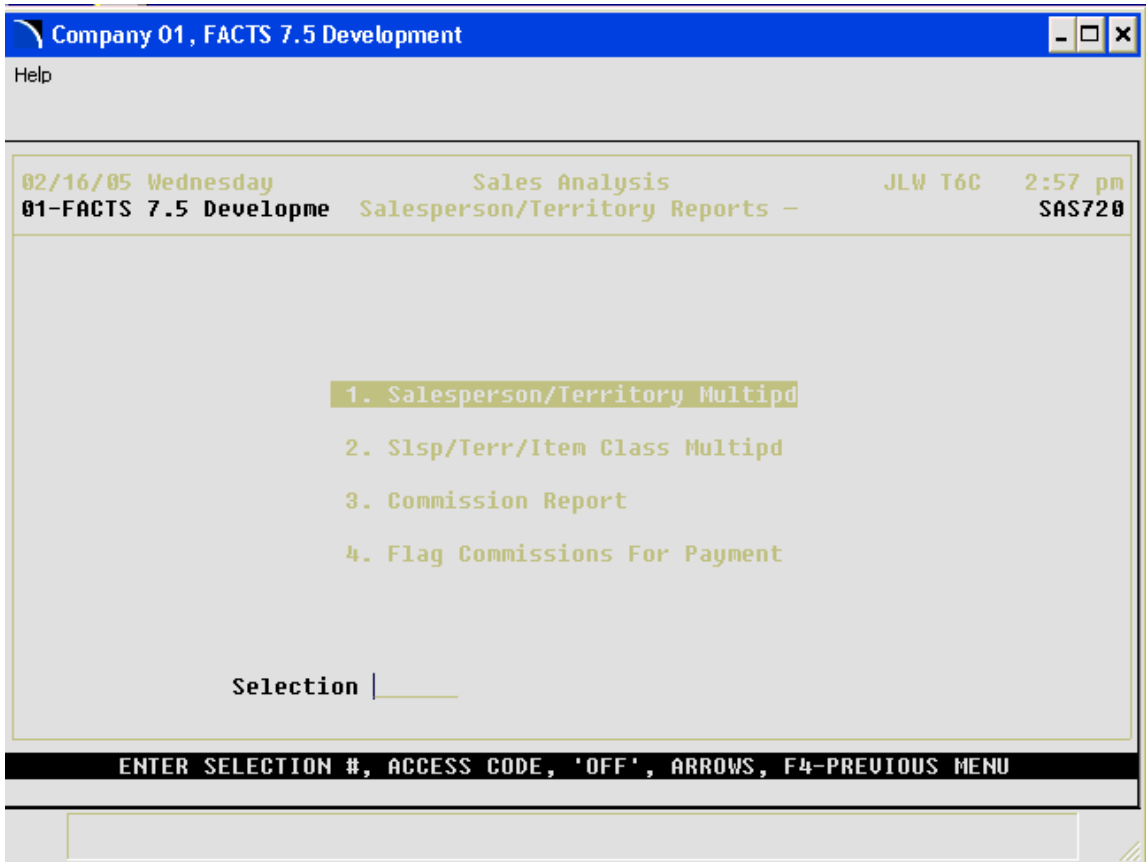 Company 01, FACTS 7.5 Development
Help
02/16/05 Wednesday Sales Analysis JLW T6C 2:57 pm
01-FACTS 7.5 Developme Salesperson/Territory Reports — SAS720
1. Salesperson/Territory Multipd
2. Slsp/Terr/Item Class Multipd
3. Commission Report
4. Flag Commissions For Payment
Selection
ENTER SELECTION #, ACCESS CODE, 'OFF', ARROWS, F4-PREVIOUS MENU